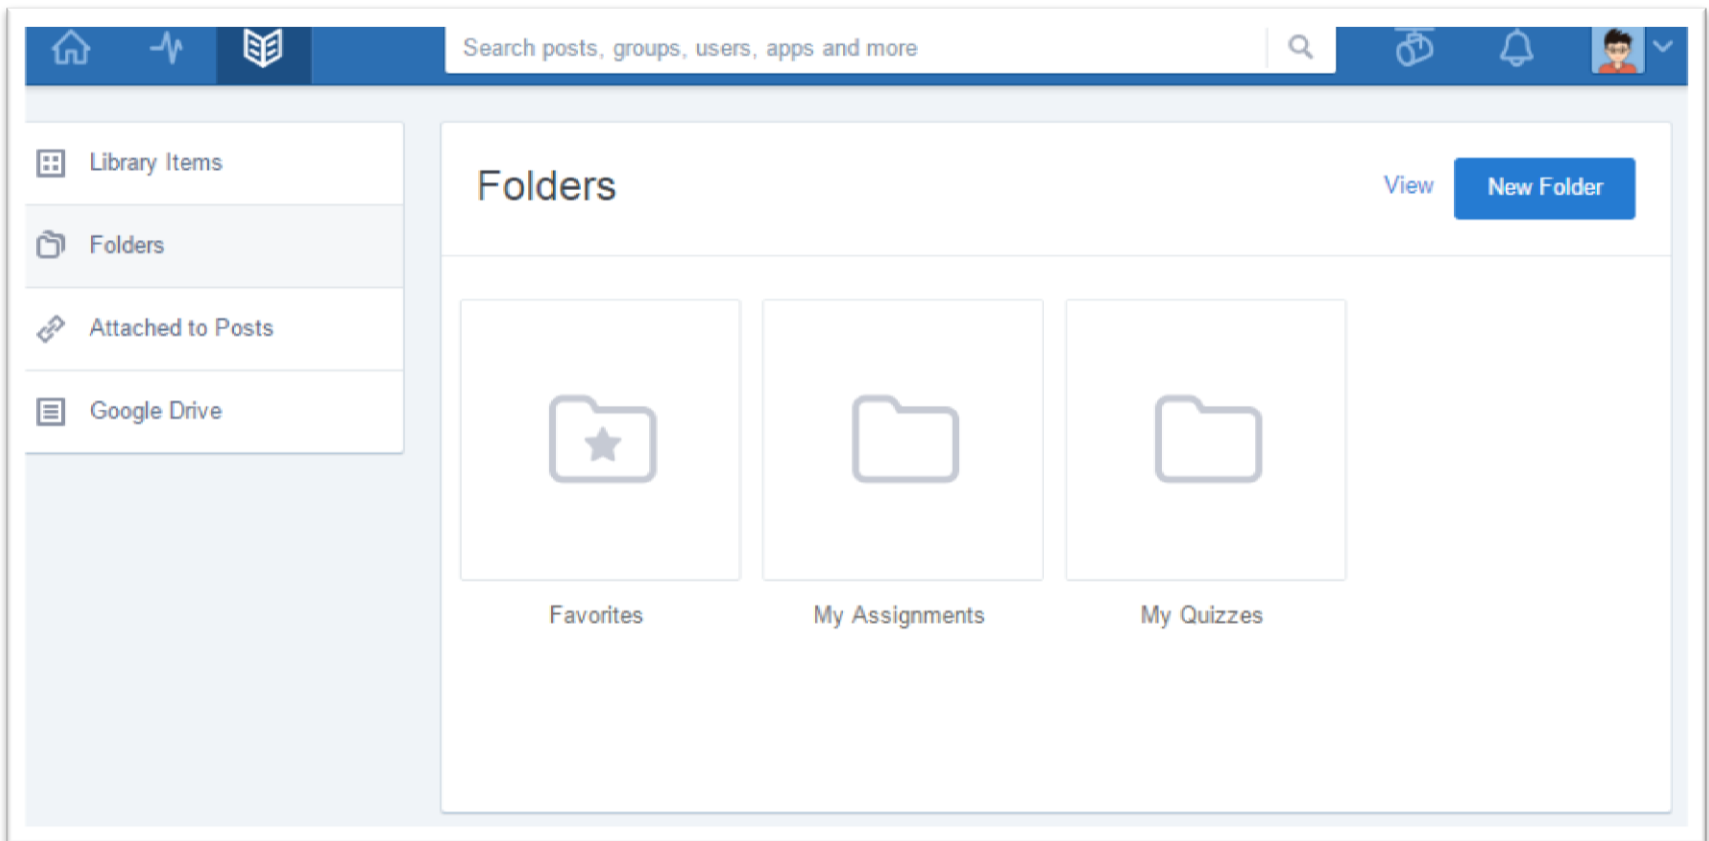 Search posts, groups, users, apps and more
Library Items
Folders
Attached to Posts
Google Drive
Folders
View
New Folder
Favorites
My Assignments
My Quizzes